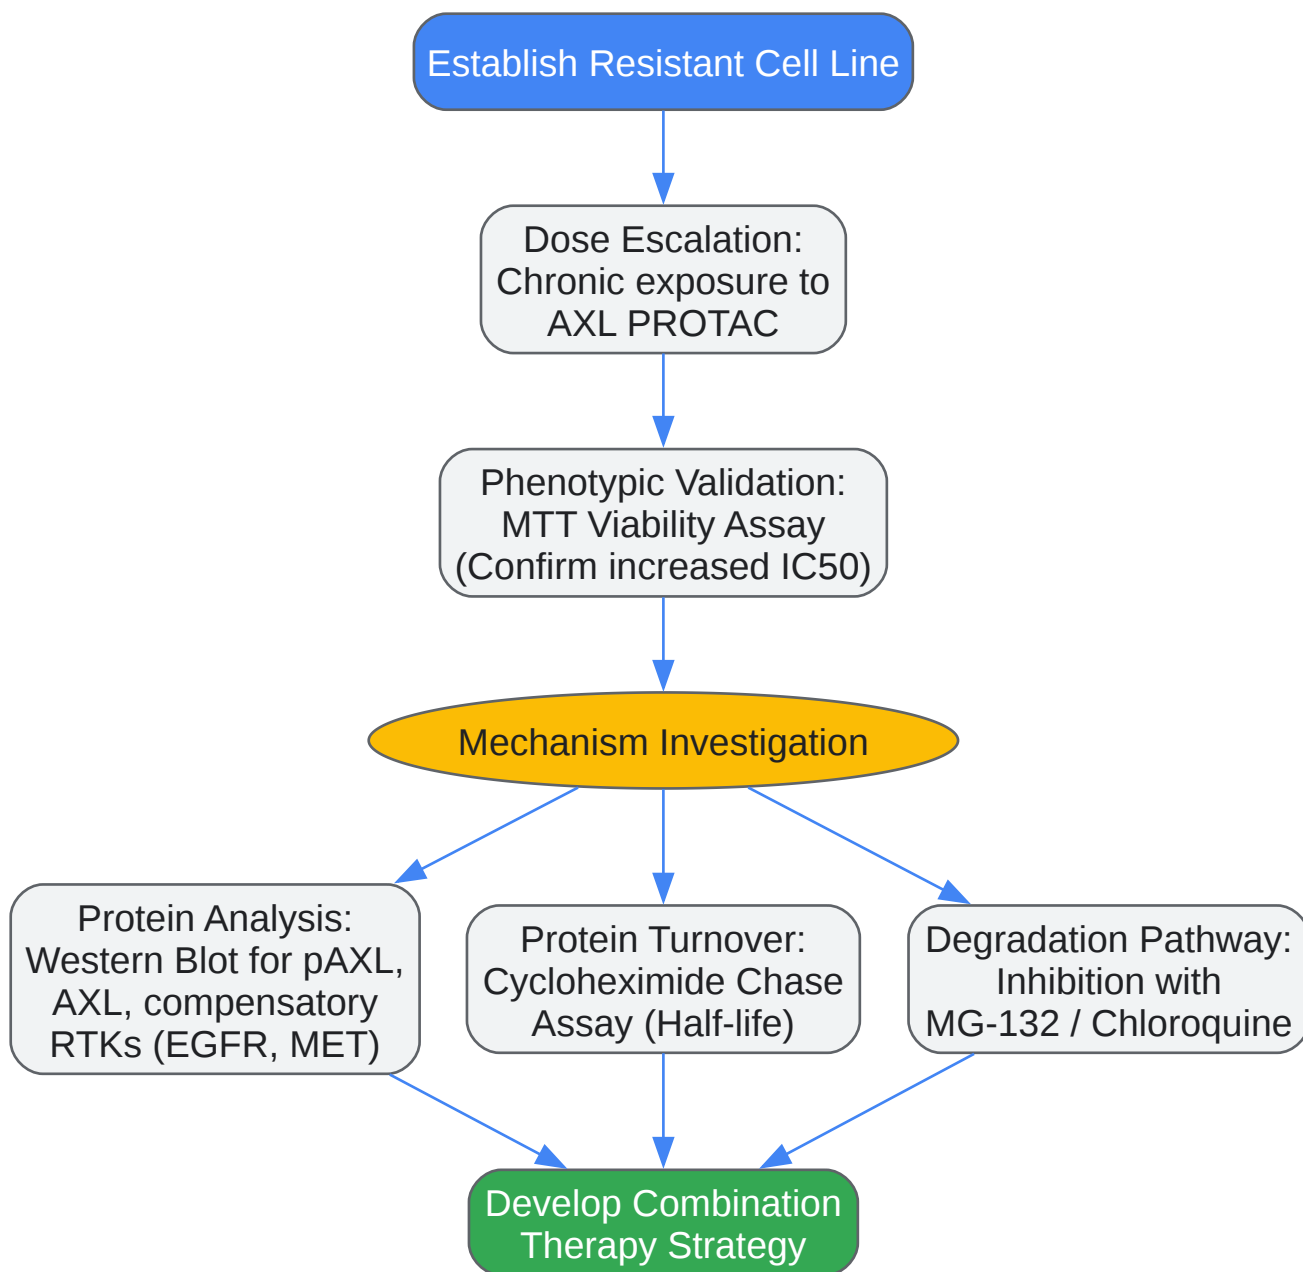 Establish Resistant Cell Line
Dose Escalation:
Chronic exposure to
AXL PROTAC
Phenotypic Validation:
MTT Viability Assay
(Confirm increased IC50)
Mechanism Investigation
Protein Analysis:
Western Blot for pAXL,
AXL, compensatory
RTKs (EGFR, MET)
Protein Turnover:
Cycloheximide Chase
Assay (Half-life)
Degradation Pathway:
Inhibition with
MG-132 / Chloroquine
Develop Combination
Therapy Strategy